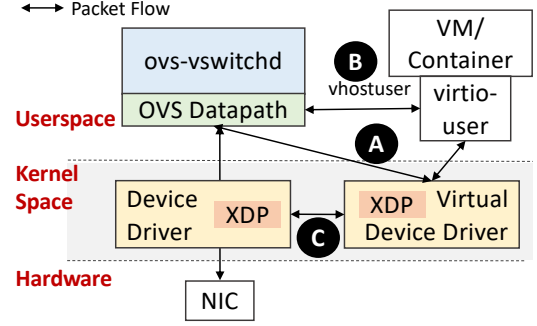 Packet Flow
ovs-vswitchd
OVS Datapath
B
vhostuser
VM/
Container
virtio-
user
Userspace
A
Kernel
Space
Device
Driver
XDP
C
XDP
Virtual
Device Driver
Hardware
NIC